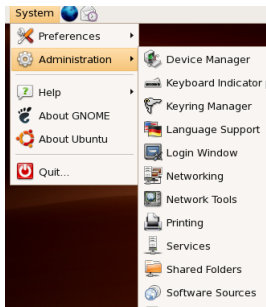 System
Preferences
Administration
Help
About GNOME
About Ubuntu
Quit...
Device Manager
Keyboard Indicator
Keyring Manager
Language Support
Login Window
Networking
Network Tools
Printing
Services
Shared Folders
Software Sources